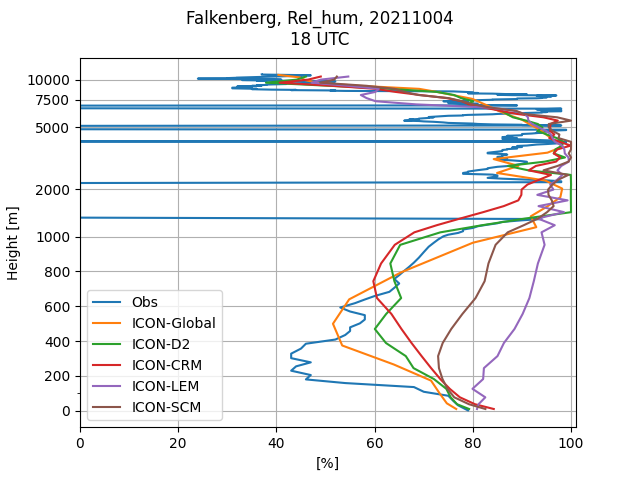 Falkenberg, Rel_hum, 20211004
18 UTC
Height [m]
10000
7500
5000
2000
1000
800
600
400
200
0
Obs
ICON-Global
ICON-D2
ICON-CRM
ICON-LEM
ICON-SCM
0 20 40 60 80 100
[%]